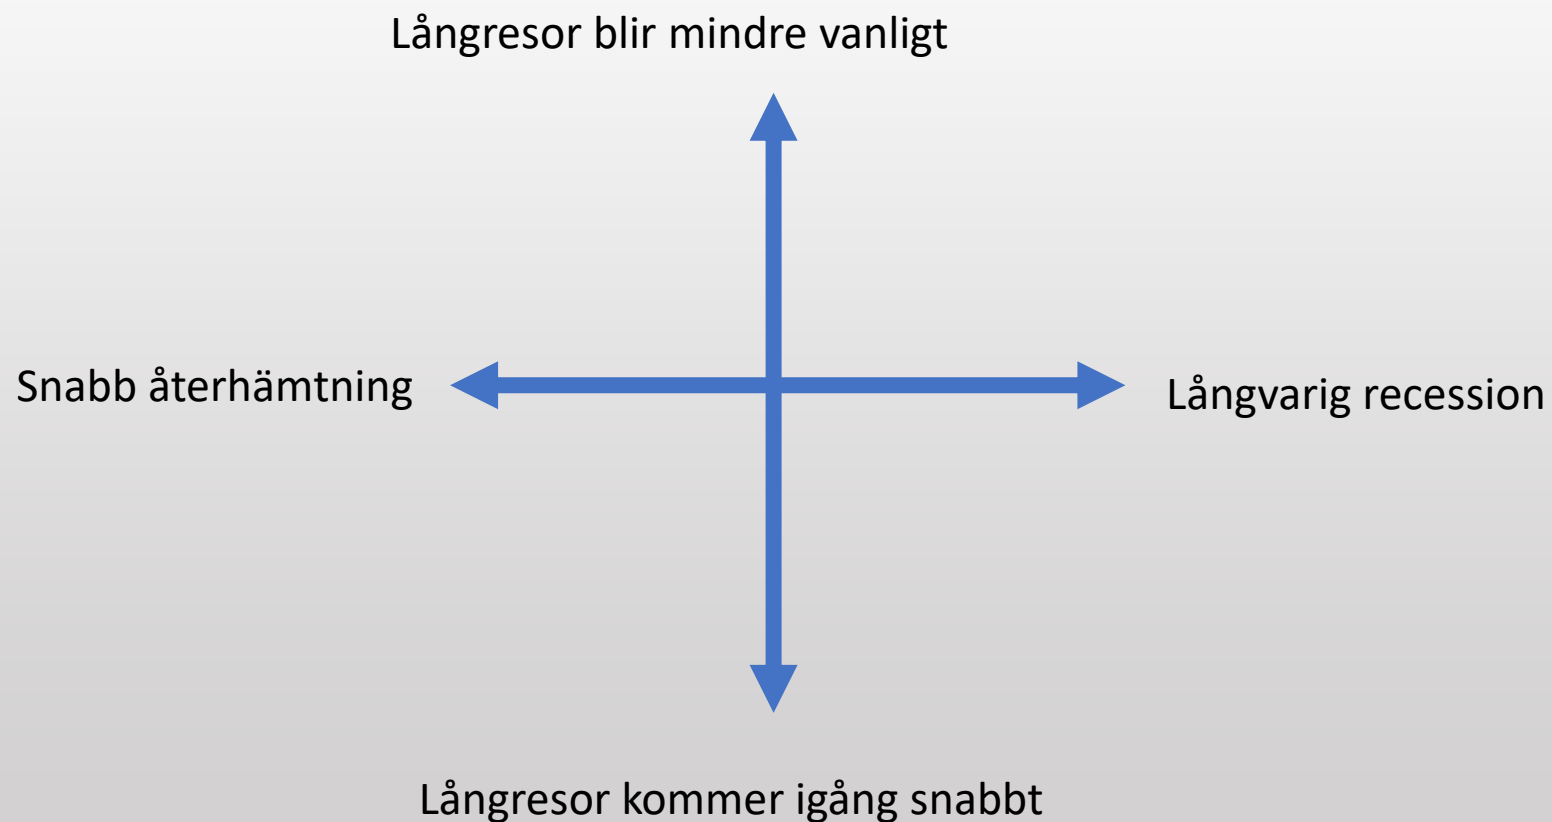 Långresor blir mindre vanligt
Snabb återhämtning
Långvarig recession
Långresor kommer igång snabbt